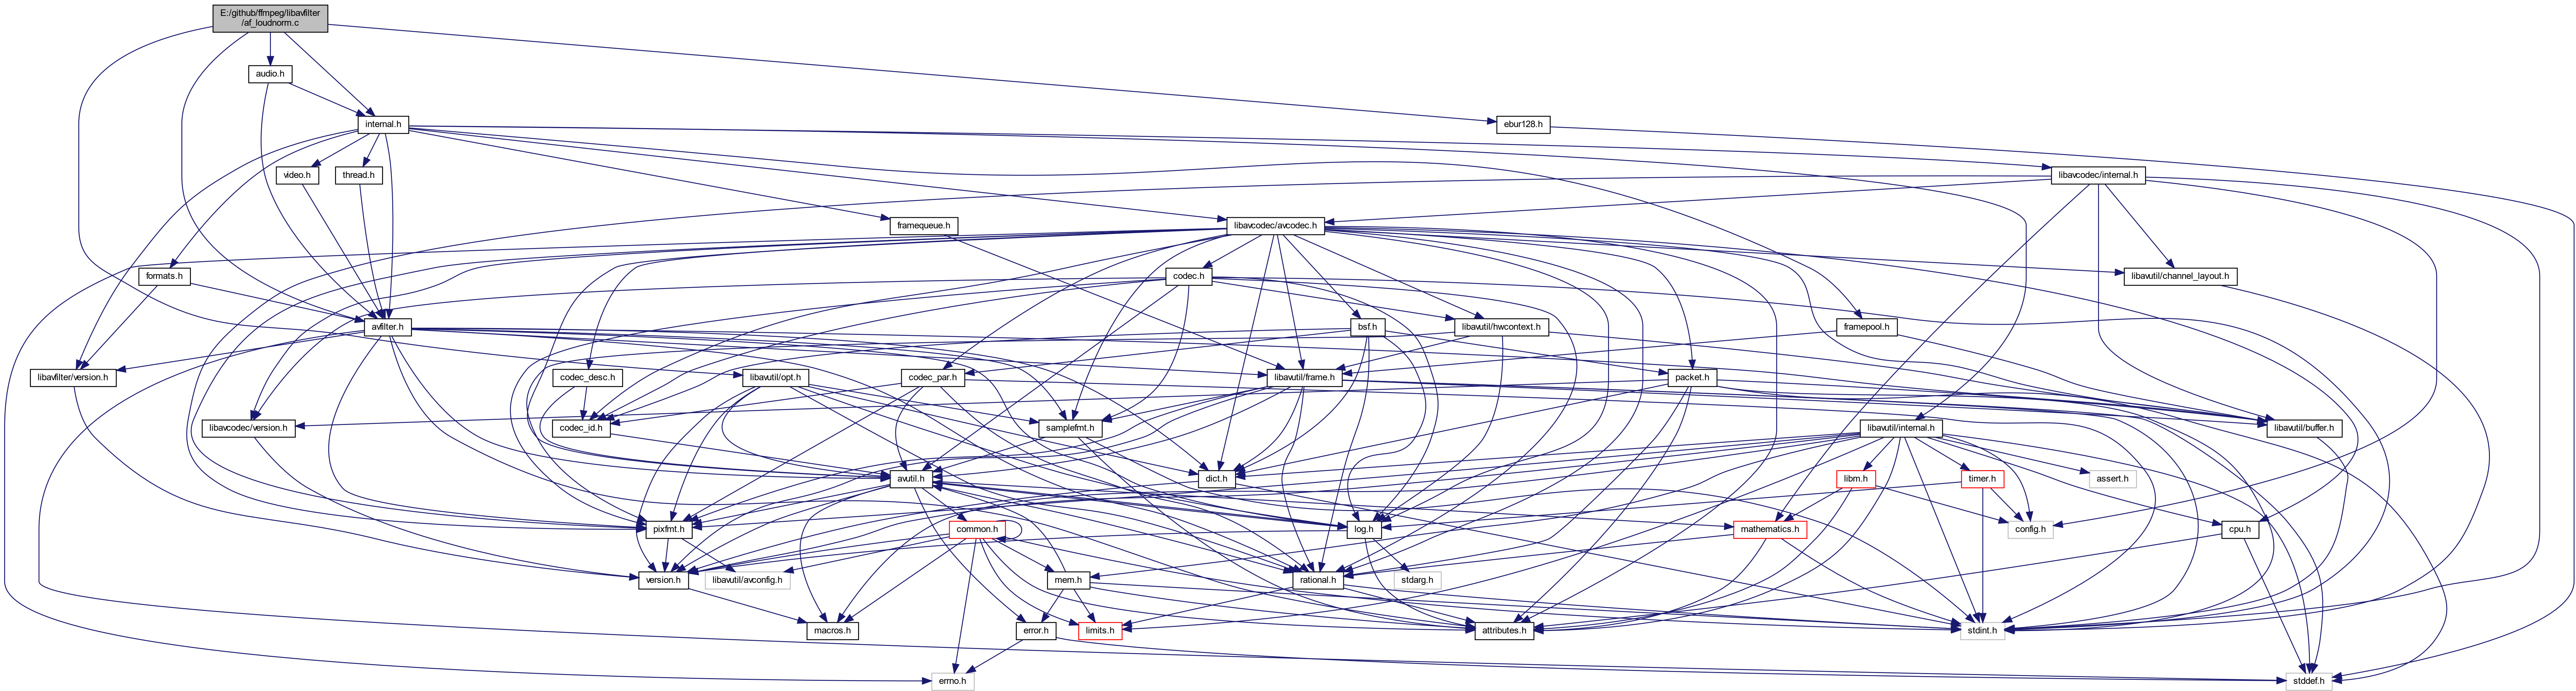 E:/github/ffmpeg/libavfilter
/af_loudnorm.c
audio.h
internal.h
ebur128.h
video.h
thread.h
libavcodec/internal.h
framequeue.h
libavcodec/avcodec.h
formats.h
codec.h
libavutil/channel_layout.h
avfilter.h
bsf.h
libavutil/hwcontext.h
framepool.h
libavfilter/version.h
codec_desc.h
libavutil/opt.h
codec_par.h
libavutil/frame.h
packet.h
libavcodec/version.h
codec_id.h
samplefmt.h
libavutil/internal.h
libavutil/buffer.h
avutil.h
dict.h
libm.h
timer.h
assert.h
pixfmt.h
common.h
log.h
mathematics.h
config.h
cpu.h
version.h
libavutil/avconfig.h
mem.h
rational.h
stdarg.h
macros.h
error.h
limits.h
attributes.h
stdint.h
errno.h
stddef.h